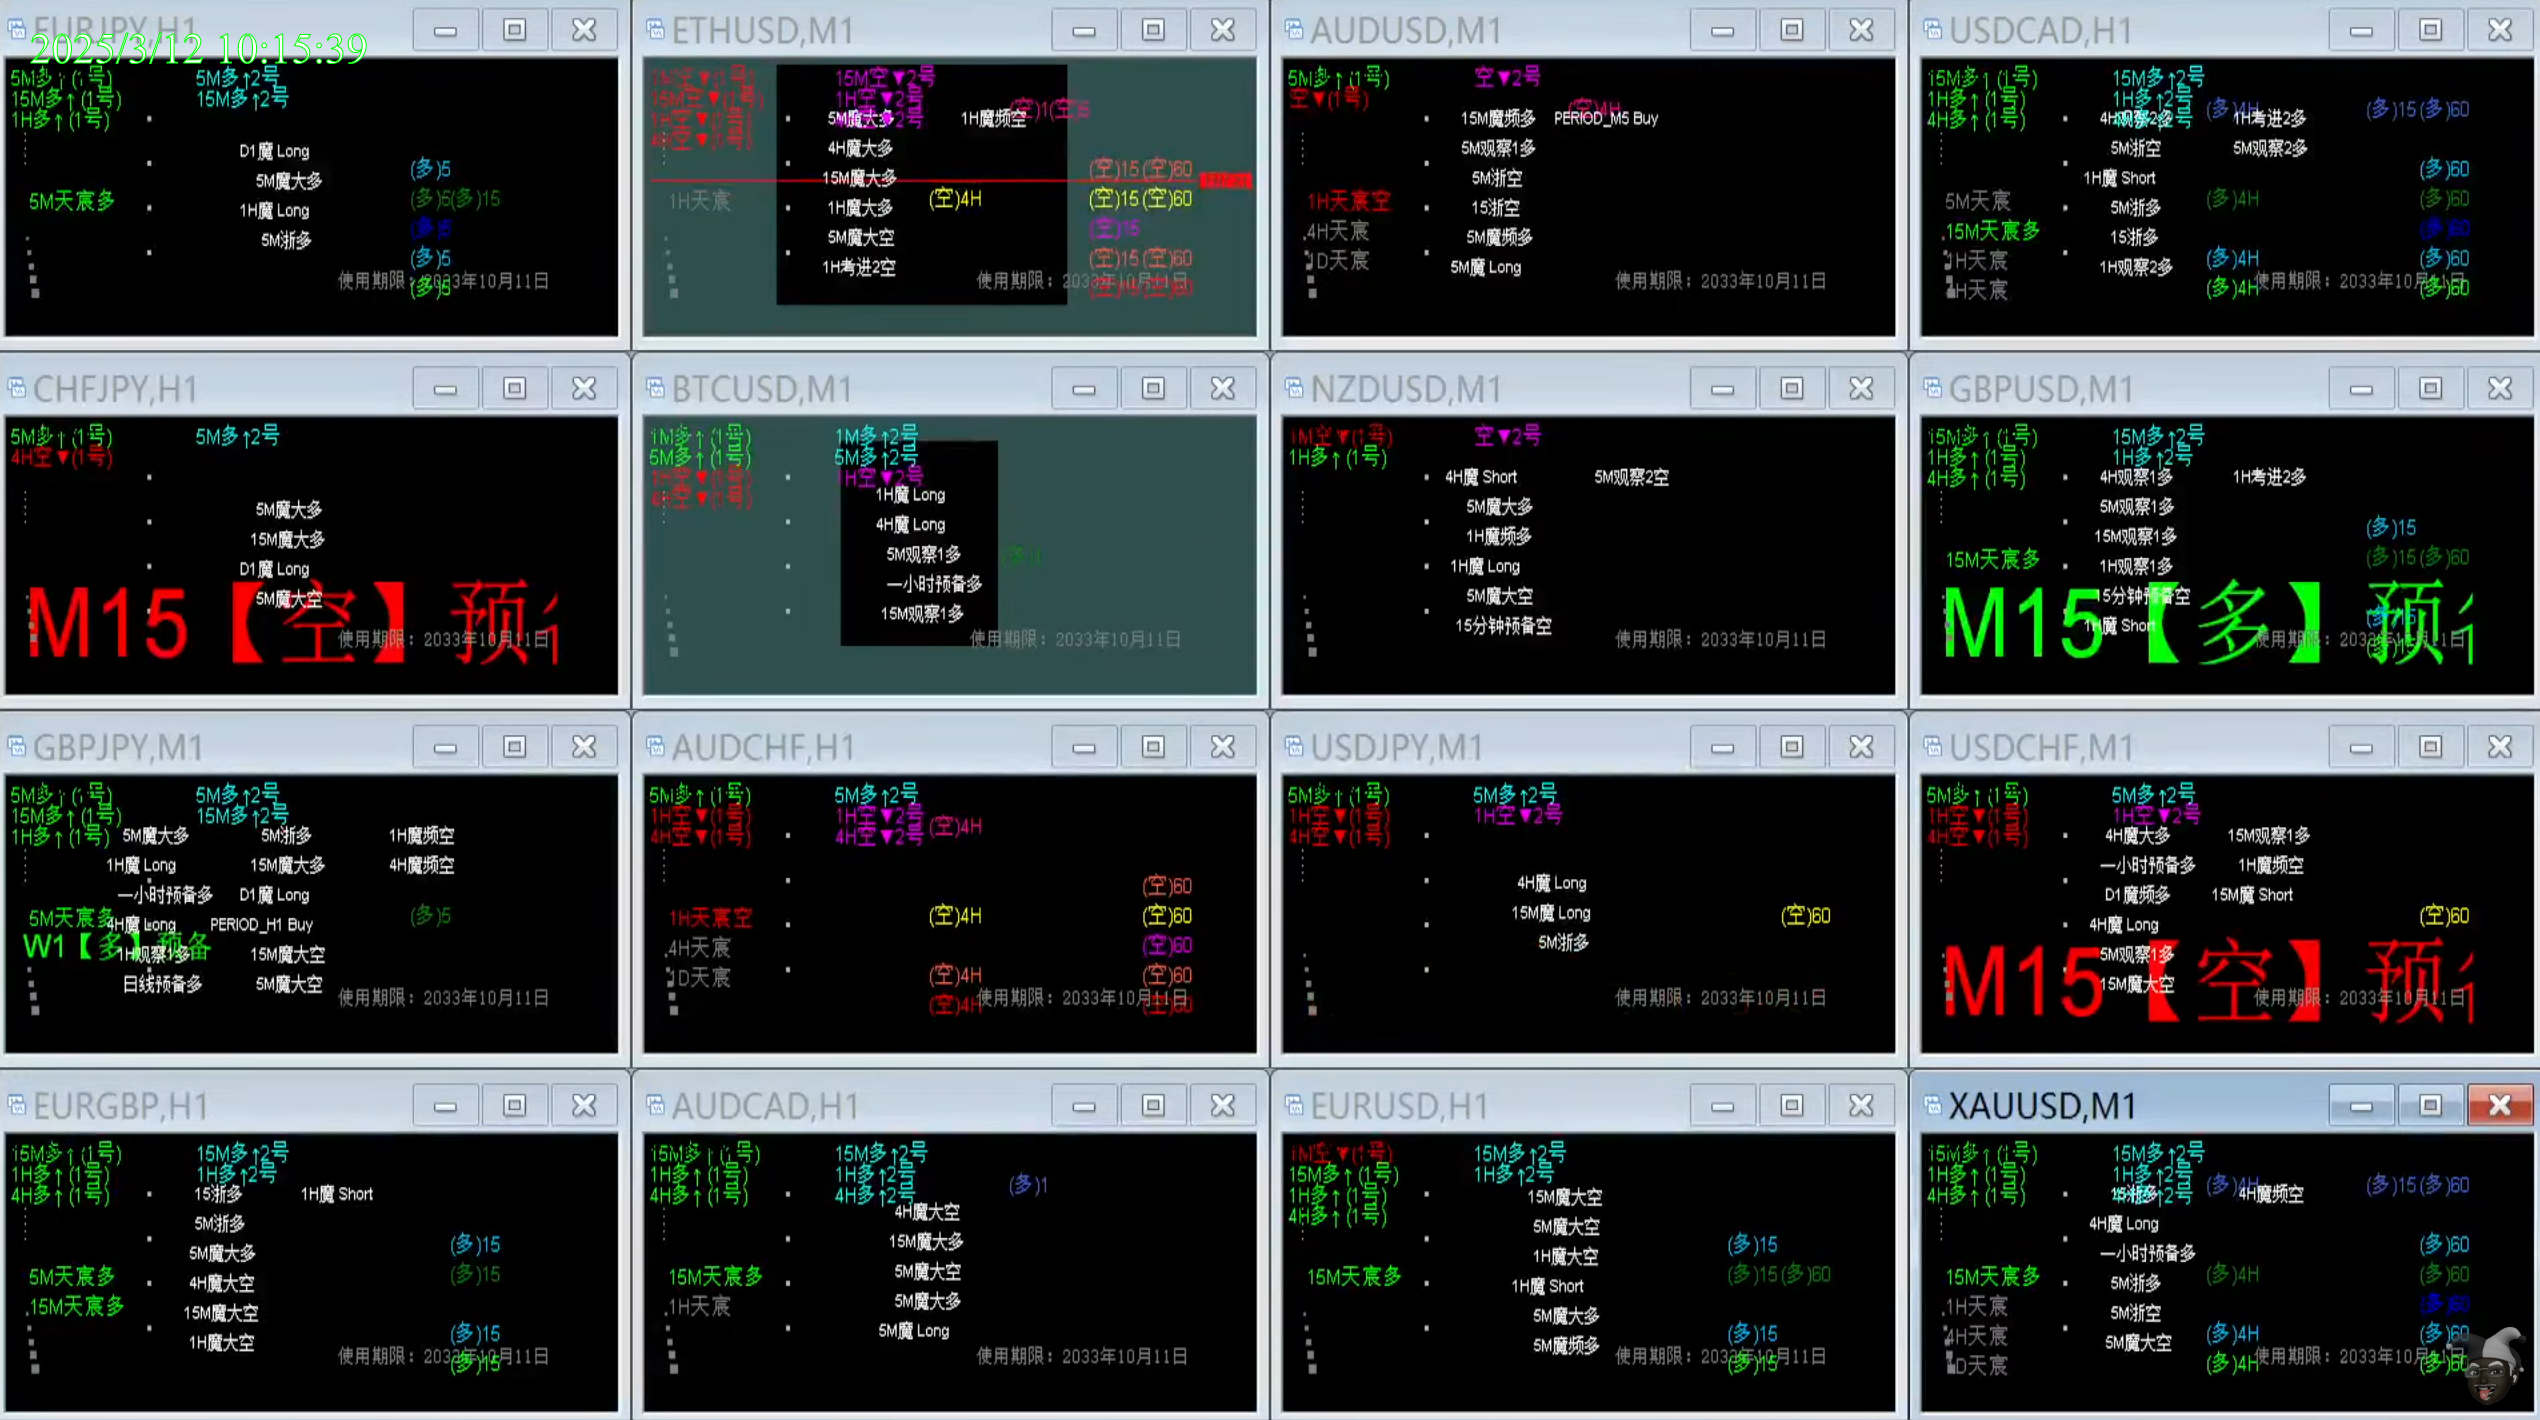 EURJPY,H1
2025/3/12 10:15:39
5M多↑(1号) 5M多↑2号
15M多↑(1号) 15M多↑2号
1H多↑(1号)
D1魔 Long
(多)5
5M魔大多
5M天宸多 (多)5(多)15
1H魔 Long
5M浙多
(多)5
使用期限：2033年10月11日
(多)5
ETHUSD,M1
15M空▼2号
1H空▼2号
5M魔大多 1H魔频空
4H魔大多
(空)15(空)60
15M魔大多
1H天宸 (空)4H (空)15(空)60
1H魔大多
(空)15
5M魔大空
(空)15(空)60
1H考进2空
使用期限：2033年10月11日
AUDUSD,M1
5M多↑(1号) 空▼2号
空▼(1号)
(空)4H
15M魔频多 PERIOD_M5 Buy
5M观察1多
5M浙空
1H天宸空
15浙空
4H天宸
5M魔频多
1D天宸
5M魔 Long
使用期限：2033年10月11日
USDCAD,H1
15M多↑(1号) 15M多↑2号
1H多↑(1号) 1H多↑2号
(多)4H (多)15(多)60
4H多↑(1号) 1H考进2多
5M浙空 5M观察2多
(多)60
1H魔 Short
5M天宸 (多)4H (多)60
5M浙多
15M天宸多
15浙多
1H天宸 (多)4H (多)60
1H观察2多
4H天宸 (多)4H (多)60
使用期限：2033年10月11日
CHFJPY,H1
5M多↑(1号) 5M多↑2号
4H空▼(1号)
5M魔大多
15M魔大多
D1魔 Long
5M魔大空
M15【空】预
使用期限：2033年10月11日
BTCUSD,M1
1M多↑(1号) 1M多↑2号
5M多↑(1号) 5M多↑2号
1H空▼(1号) 1H空▼2号
4H空▼(1号)
1H魔 Long
4H魔 Long
5M观察1多
一小时预备多
15M观察1多
使用期限：2033年10月11日
NZDUSD,M1
1M空▼(1号) 空▼2号
1H多↑(1号)
4H魔 Short 5M观察2空
5M魔大多
1H魔频多
1H魔 Long
5M魔大空
15分钟预备空
使用期限：2033年10月11日
GBPUSD,M1
15M多↑(1号) 15M多↑2号
1H多↑(1号) 1H多↑2号
4H多↑(1号) 4H观察1多 1H考进2多
5M观察1多
(多)15
15M观察1多
15M天宸多 (多)15(多)60
1H观察1多
15分钟预备空
1H魔 Short
M15【多】预
使用期限：2033年10月11日
GBPJPY,M1
5M多↑(1号) 5M多↑2号
15M多↑(1号) 15M多↑2号
1H多↑(1号) 5M魔大多 5M浙多 1H魔频空
1H魔 Long 15M魔大多 4H魔频空
一小时预备多 D1魔 Long
5M天宸多 (多)5
4H魔 Long PERIOD_H1 Buy
W1【多】预备
1H观察1多 15M魔大空
日线预备多 5M魔大空
使用期限：2033年10月11日
AUDCHF,H1
5M多↑(1号) 5M多↑2号
1H空▼(1号) 1H空▼2号
4H空▼(1号) 4H空▼2号 (空)4H
(空)60
1H天宸空 (空)4H (空)60
4H天宸 (空)60
1D天宸 (空)4H (空)60
(空)4H (空)60
使用期限：2033年10月11日
USDJPY,M1
5M多↑(1号) 5M多↑2号
1H空▼(1号) 1H空▼2号
4H空▼(1号)
4H魔 Long
15M魔 Long (空)60
5M浙多
使用期限：2033年10月11日
USDCHF,M1
5M多↑(1号) 5M多↑2号
1H空▼(1号) 1H空▼2号
4H空▼(1号) 4H魔大多 15M观察1多
一小时预备多 1H魔频空
D1魔频多 15M魔 Short
(空)60
4H魔 Long
5M观察1多
15M魔大空
M15【空】预
使用期限：2033年10月11日
EURGBP,H1
15M多↑(1号) 15M多↑2号
1H多↑(1号) 1H多↑2号
4H多↑(1号) 15浙多 1H魔 Short
5M浙多
(多)15
5M魔大多
5M天宸多 (多)15
4H魔大空
15M天宸多
15M魔大空
(多)15
1H魔大空
使用期限：2033年10月11日
(多)15
AUDCAD,H1
15M多↑(1号) 15M多↑2号
1H多↑(1号) 1H多↑2号
(多)1
4H多↑(1号) 4H多↑2号
4H魔大空
15M魔大多
15M天宸多 5M魔大空
5M魔大多
1H天宸
5M魔 Long
使用期限：2033年10月11日
EURUSD,H1
1M空▼(1号) 15M多↑2号
15M多↑(1号) 1H多↑2号
1H多↑(1号) 15M魔大空
4H多↑(1号)
5M魔大空
(多)15
1H魔大空
15M天宸多 (多)15(多)60
1H魔 Short
5M魔大多
(多)15
5M魔频多
使用期限：2033年10月11日
(多)15
XAUUSD,M1
15M多↑(1号) 15M多↑2号
1H多↑(1号) 1H多↑2号
(多)4H (多)15(多)60
4H多↑(1号) 4H魔频空
4H魔 Long
(多)60
一小时预备多
15M天宸多 (多)4H (多)60
5M浙多
1H天宸 (多)60
5M浙空
4H天宸 (多)4H (多)60
5M魔大空
1D天宸 (多)4H (多)60
使用期限：2033年10月11日